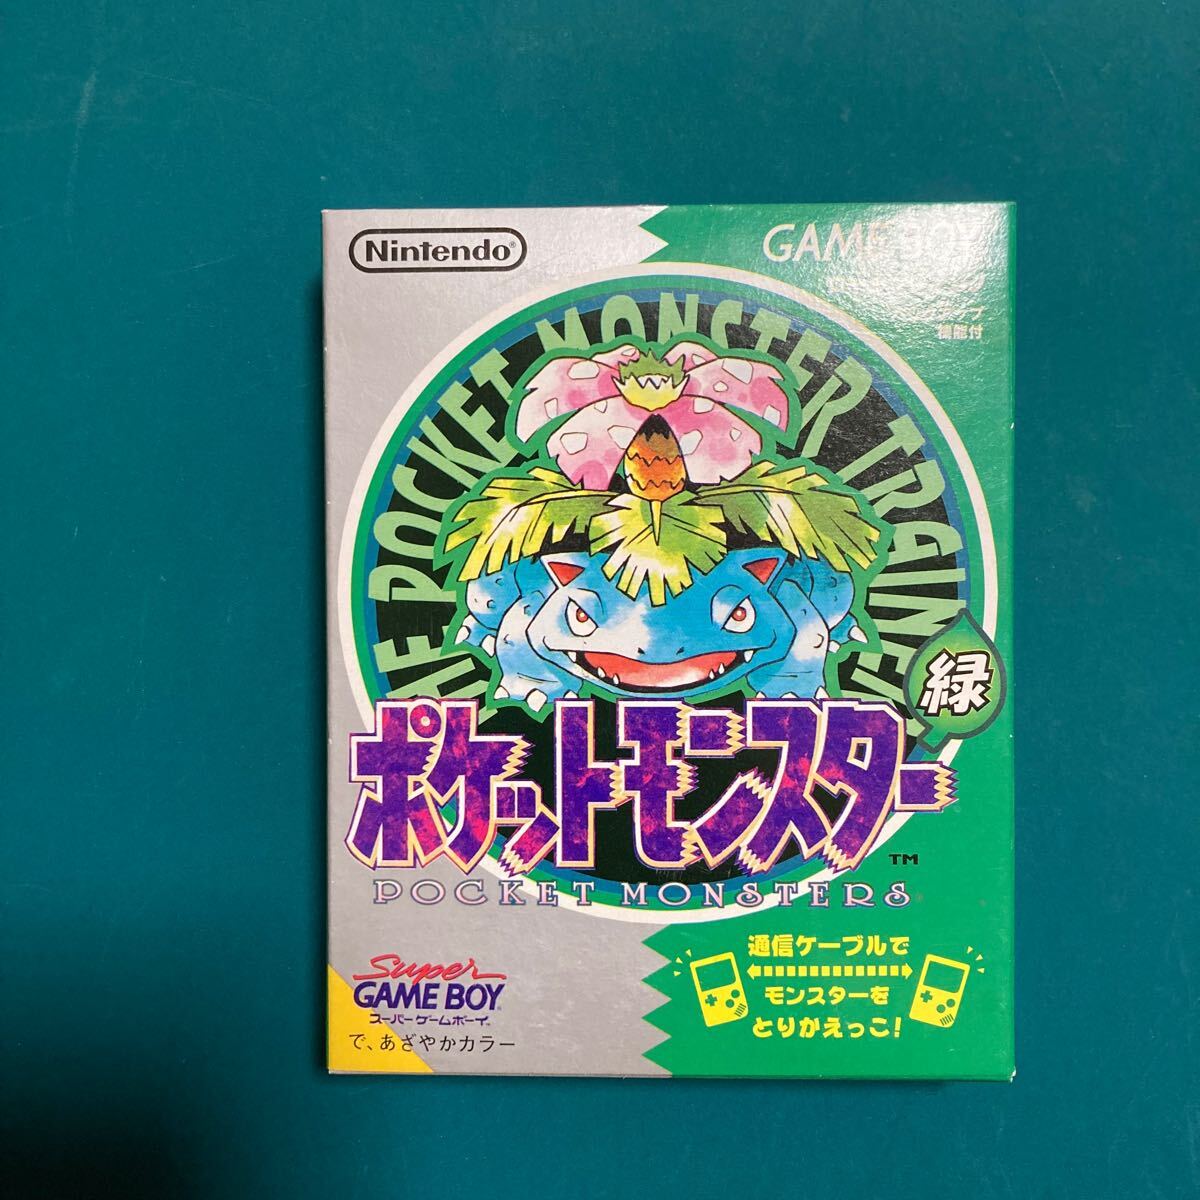 Nintendo®
GAME BOY
機能付
THE POCKET MONSTER TRAINER
緑
ポケットモンスター
TM
POCKET MONSTERS
Super
GAME BOY
スーパーゲームボーイ
で、あざやかカラー
通信ケーブルで
モンスターを
とりかえっこ!